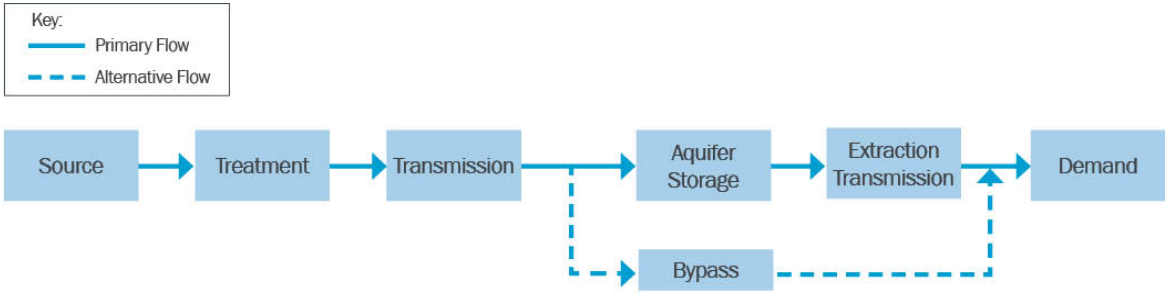 Key:
Primary Flow
Alternative Flow
Source
Treatment
Transmission
Aquifer
Storage
Extraction
Transmission
Demand
Bypass